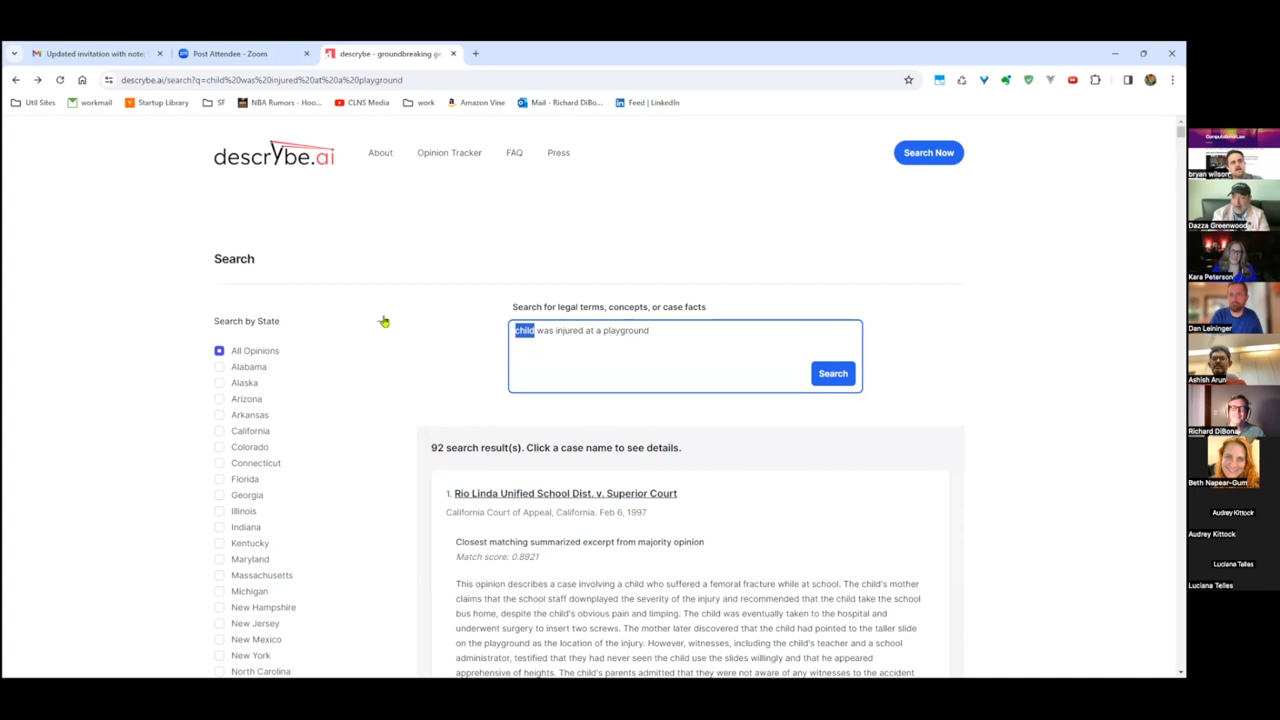 Updated invitation with note:
Post Attendee - Zoom
descrybe - groundbreaking ge
descrybe.ai/search?q=child%20was%20injured%20at%20a%20playground
Util Sites
workmail
Startup Library
SF
NBA Rumors - Hoo...
CLNS Media
work
Amazon Vine
Mail - Richard DiBo...
Feed | LinkedIn
descrybe.ai
About
Opinion Tracker
FAQ
Press
Search Now
Search
Search by State
All Opinions
Alabama
Alaska
Arizona
Arkansas
California
Colorado
Connecticut
Florida
Georgia
Illinois
Indiana
Kentucky
Maryland
Massachusetts
Michigan
New Hampshire
New Jersey
New Mexico
New York
North Carolina
Search for legal terms, concepts, or case facts
child was injured at a playground
Search
92 search result(s). Click a case name to see details.
1. Rio Linda Unified School Dist. v. Superior Court
California Court of Appeal, California. Feb 6, 1997
Closest matching summarized excerpt from majority opinion
Match score: 0.8921
This opinion describes a case involving a child who suffered a femoral fracture while at school. The child's mother
claims that the school staff downplayed the severity of the injury and recommended that the child take the school
bus home, despite the child's obvious pain and limping. The child was eventually taken to the hospital and
underwent surgery to insert two screws. The mother later discovered that the child had pointed to the taller slide
on the playground as the location of the injury. However, witnesses, including the child's teacher and a school
administrator, testified that they had never seen the child use the slides willingly and that he appeared
apprehensive of heights. The child's parents admitted that they were not aware of any witnesses to the accident
Computational Law
bryan wilson
Dazza Greenwood
Kara Peterson
Dan Leininger
Ashish Arun
Richard DiBona
Beth Napear-Gum
Audrey Kittock
Audrey Kittock
Luciana Telles
Luciana Telles